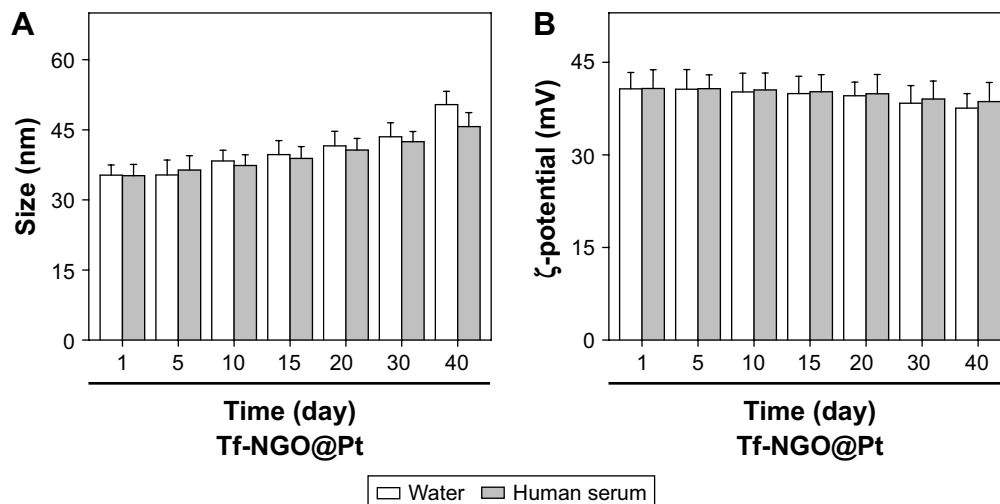 A
Size (nm)
60
45
30
15
0
1 5 10 15 20 30 40
Time (day)
Tf-NGO@Pt
B
ζ-potential (mV)
45
30
15
0
1 5 10 15 20 30 40
Time (day)
Tf-NGO@Pt
Water Human serum